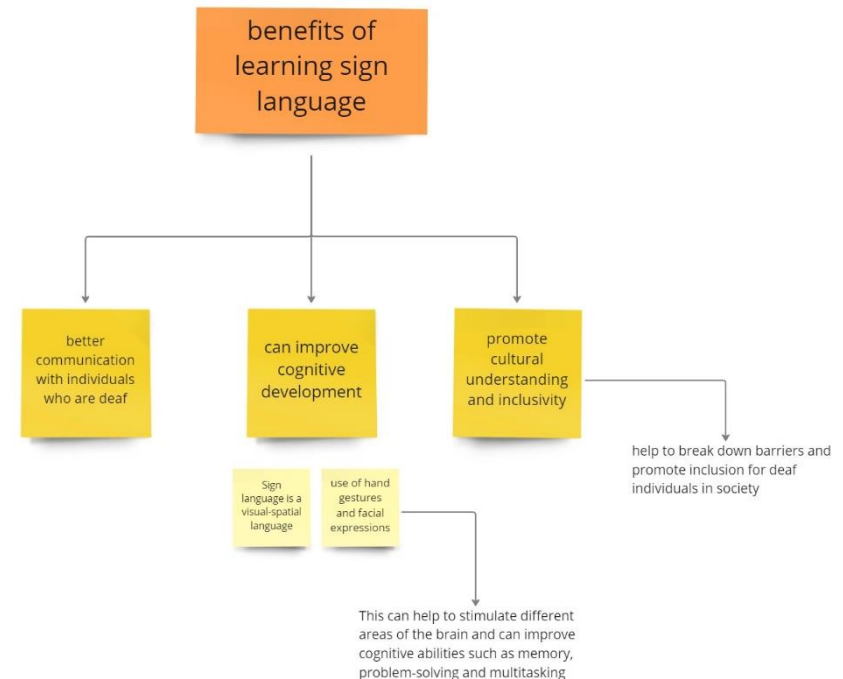 benefits of
learning sign
language
better
communication
with individuals
who are deaf
can improve
cognitive
development
promote
cultural
understanding
and inclusivity
help to break down barriers and
promote inclusion for deaf
individuals in society
Sign
language is a
visual-spatial
language
use of hand
gestures
and facial
expressions
This can help to stimulate different
areas of the brain and can improve
cognitive abilities such as memory,
problem-solving and multitasking